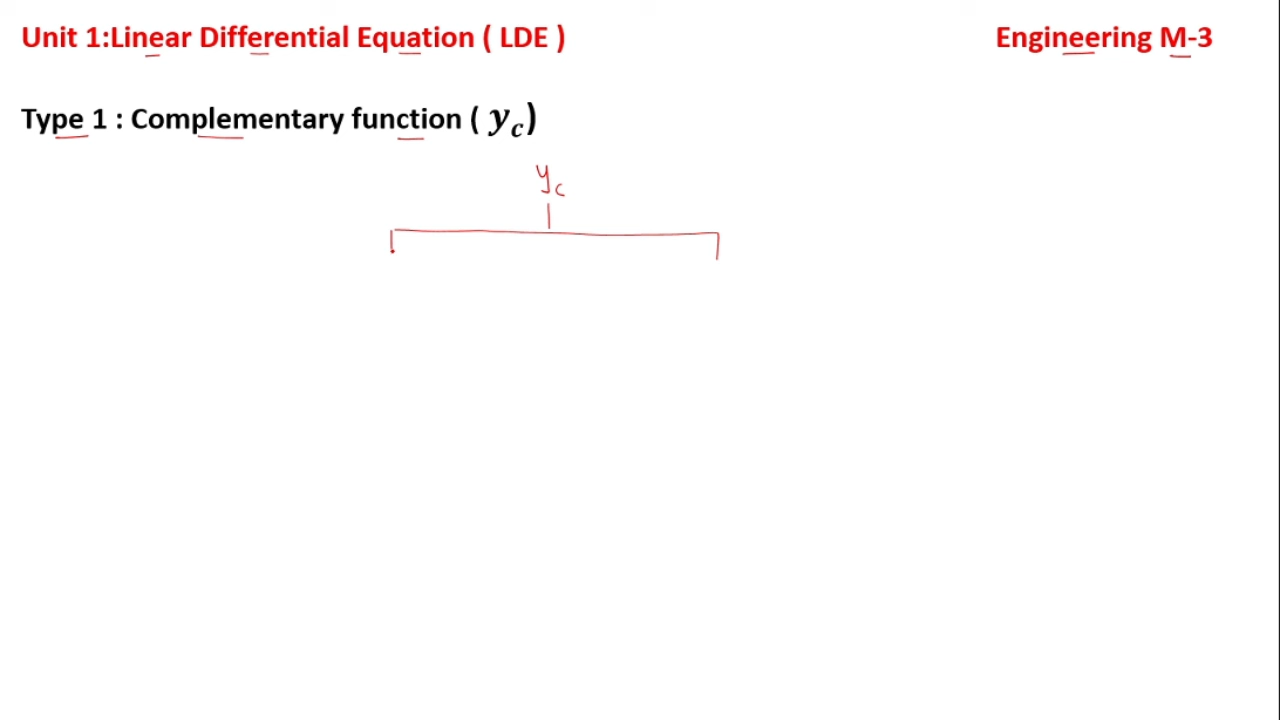 Unit 1:Linear Differential Equation ( LDE )
Engineering M-3
Type 1 : Complementary function ( yc)
yc